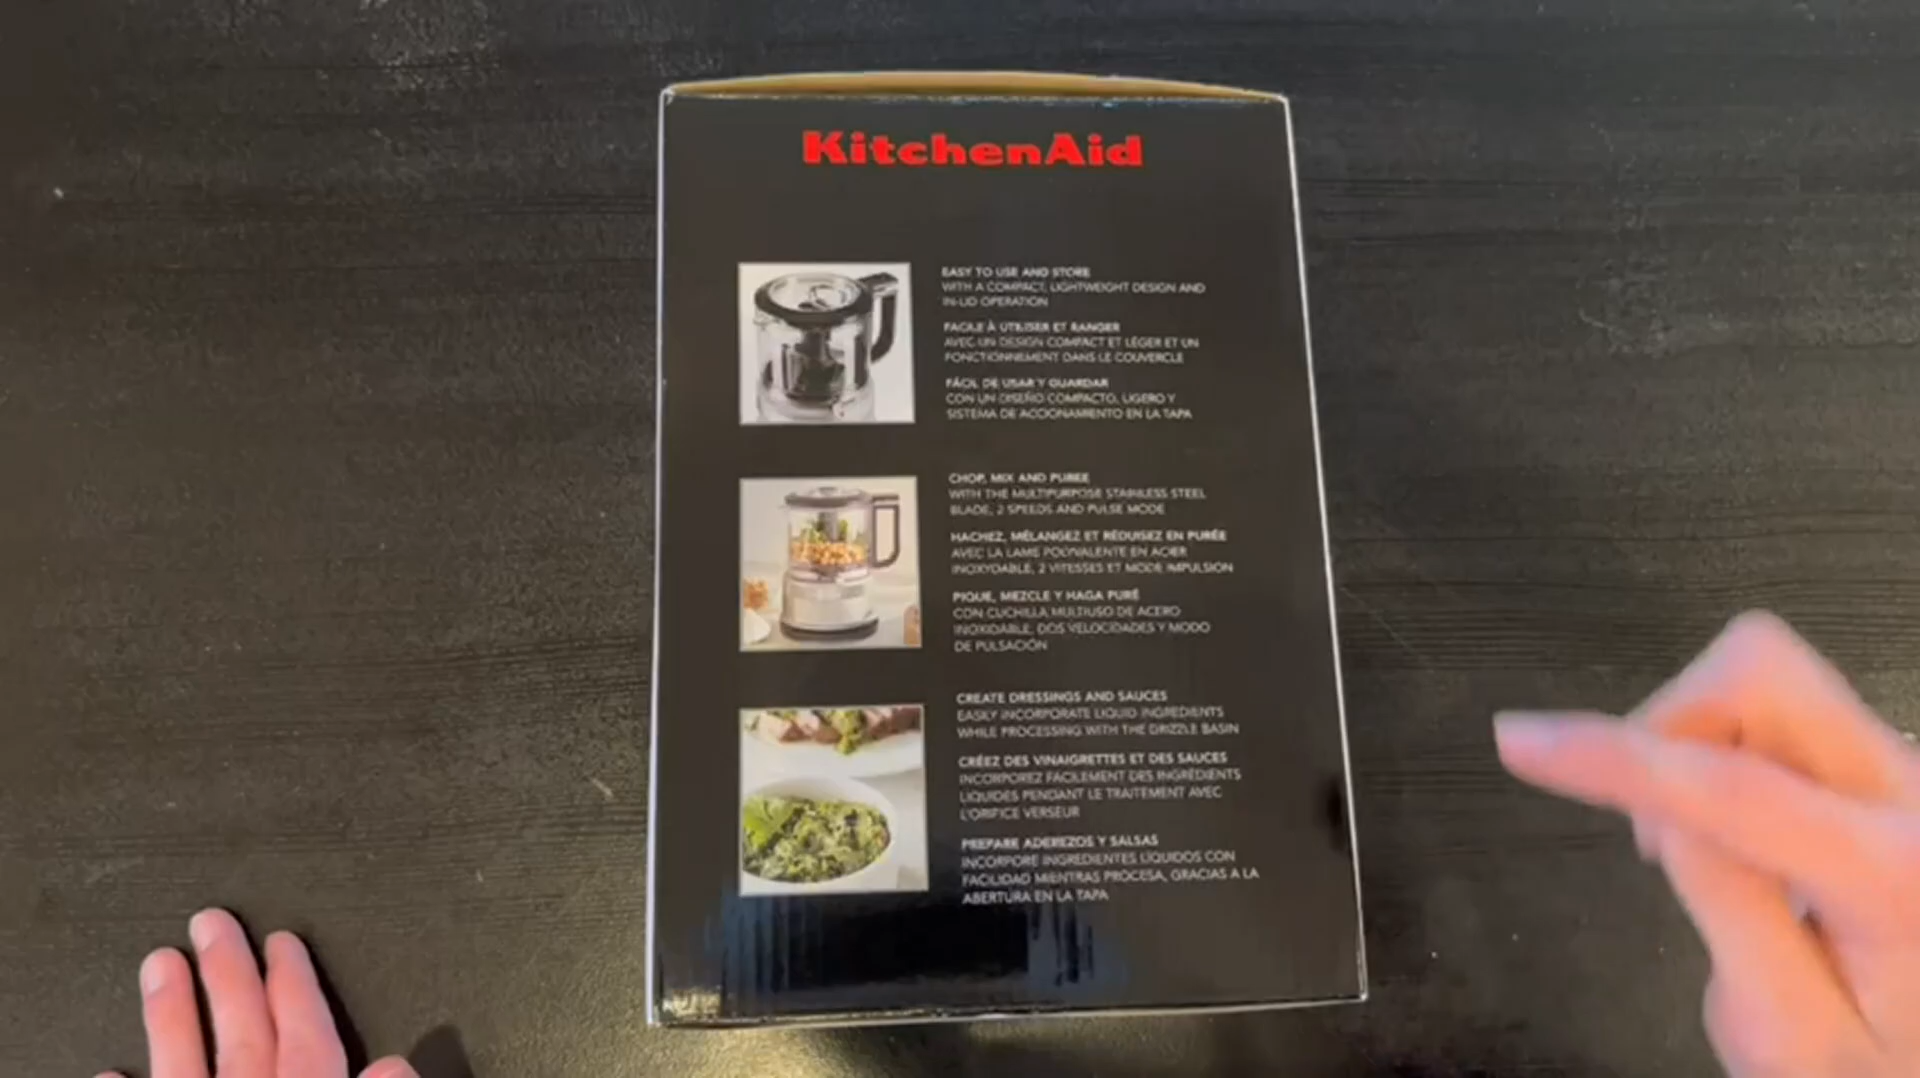 KitchenAid
EASY TO USE AND STORE
WITH A COMPACT, LIGHTWEIGHT DESIGN AND
IN-LID OPERATION
FACILE À UTILISER ET RANGER
AVEC UN DESIGN COMPACT ET LÉGER ET UN
FONCTIONNEMENT DANS LE COUVERCLE
FÁCIL DE USAR Y GUARDAR
CON UN DISEÑO COMPACTO, LIGERO Y
SISTEMA DE ACCIONAMIENTO EN LA TAPA
CHOP, MIX AND PUREE
WITH THE MULTIPURPOSE STAINLESS STEEL
BLADE, 2 SPEEDS AND PULSE MODE
HACHEZ, MÉLANGEZ ET RÉDUISEZ EN PURÉE
AVEC LA LAME POLYVALENTE EN ACIER
INOXYDABLE, 2 VITESSES ET MODE IMPULSION
PIQUE, MEZCLE Y HAGA PURÉ
CON CUCHILLA MULTIUSO DE ACERO
INOXIDABLE, DOS VELOCIDADES Y MODO
DE PULSACIÓN
CREATE DRESSINGS AND SAUCES
EASILY INCORPORATE LIQUID INGREDIENTS
WHILE PROCESSING WITH THE DRIZZLE BASIN
CRÉEZ DES VINAIGRETTES ET DES SAUCES
INCORPOREZ FACILEMENT DES INGRÉDIENTS
LIQUIDES PENDANT LE TRAITEMENT AVEC
L'ORIFICE VERSEUR
PREPARE ADEREZOS Y SALSAS
INCORPORE INGREDIENTES LÍQUIDOS CON
FACILIDAD MIENTRAS PROCESA, GRACIAS A LA
ABERTURA EN LA TAPA